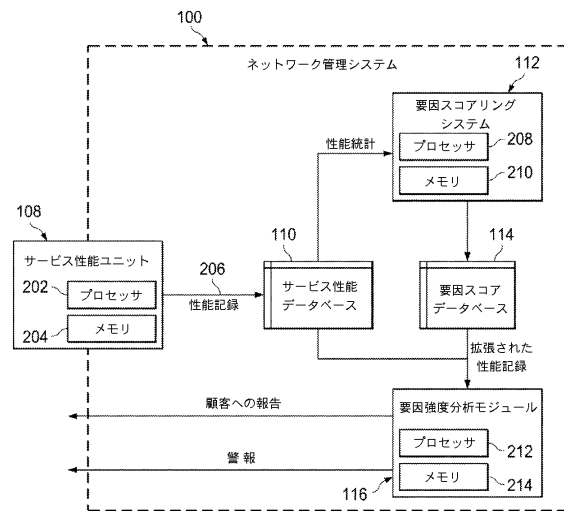 100
ネットワーク管理システム
112
要因スコアリング
システム
プロセッサ
208
メモリ
210
性能統計
108
サービス性能ユニット
202
プロセッサ
204
メモリ
206
性能記録
110
サービス性能
データベース
114
要因スコア
データベース
拡張された
性能記録
顧客への報告
警報
要因強度分析モジュール
プロセッサ
212
メモリ
214
116